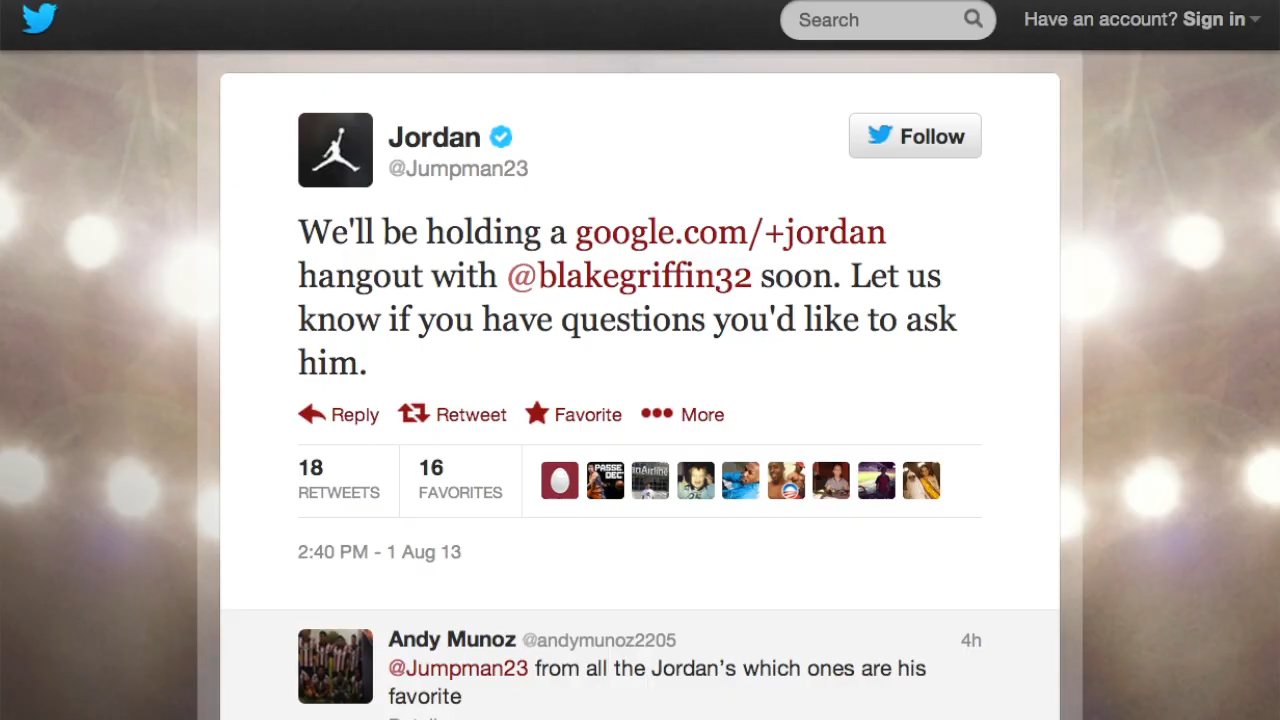 Search
Have an account? Sign in
Jordan
@Jumpman23
Follow
We'll be holding a google.com/+jordan
hangout with @blakegriffin32 soon. Let us
know if you have questions you'd like to ask
him.
Reply Retweet Favorite More
18
RETWEETS
16
FAVORITES
PASSE
DEC
2:40 PM - 1 Aug 13
Andy Munoz @andymunoz2205
4h
@Jumpman23 from all the Jordan’s which ones are his
favorite